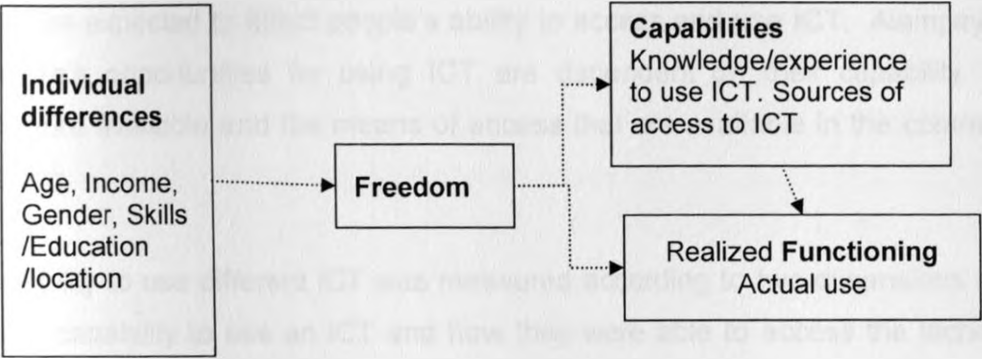 Individual
differences
Age, Income,
Gender, Skills
/Education
/location
Freedom
Capabilities
Knowledge/experience
to use ICT. Sources of
access to ICT
Realized Functioning
Actual use